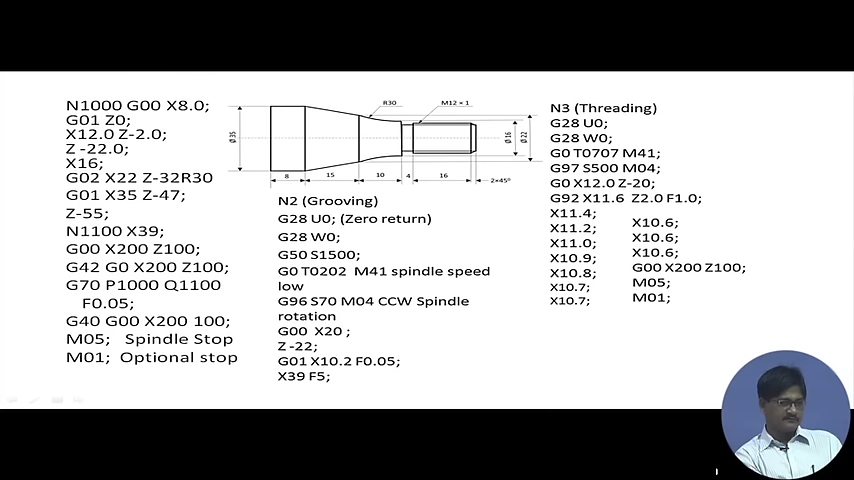 N1000 G00 X8.0;
G01 Z0;
X12.0 Z-2.0;
Z -22.0;
X16;
G02 X22 Z-32R30
G01 X35 Z-47;
Z-55;
N1100 X39;
G00 X200 Z100;
G42 G0 X200 Z100;
G70 P1000 Q1100
F0.05;
G40 G00 X200 100;
M05;   Spindle Stop
M01;  Optional stop
R30
M12 × 1
Ø 35
Ø 16
Ø 22
8
15
10
4
16
2×45°
N2 (Grooving)
G28 U0; (Zero return)
G28 W0;
G50 S1500;
G0 T0202  M41 spindle speed
low
G96 S70 M04 CCW Spindle
rotation
G00  X20 ;
Z -22;
G01 X10.2 F0.05;
X39 F5;
N3 (Threading)
G28 U0;
G28 W0;
G0 T0707 M41;
G97 S500 M04;
G0 X12.0 Z-20;
G92 X11.6  Z2.0 F1.0;
X11.4;
X11.2;
X11.0;
X10.9;
X10.8;
X10.7;
X10.7;
X10.6;
X10.6;
X10.6;
G00 X200 Z100;
M05;
M01;